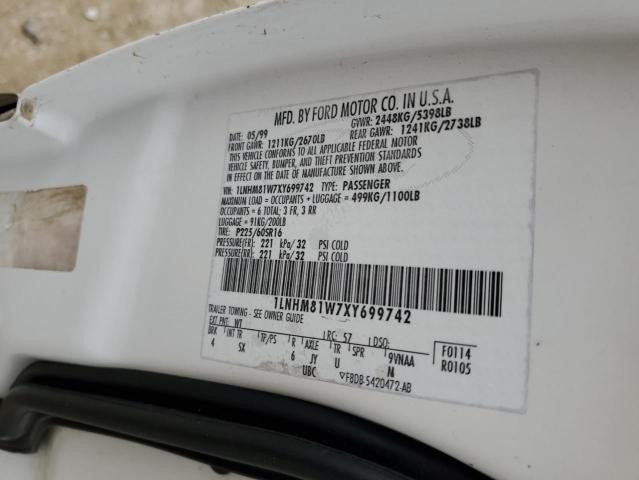 MFD. BY FORD MOTOR CO. IN U.S.A.
DATE: 05/99 GVWR: 2448KG/5398LB
FRONT GAWR: 1211KG/2670LB REAR GAWR: 1241KG/2738LB
THIS VEHICLE CONFORMS TO ALL APPLICABLE FEDERAL MOTOR
VEHICLE SAFETY, BUMPER, AND THEFT PREVENTION STANDARDS
IN EFFECT ON THE DATE OF MANUFACTURE SHOWN ABOVE.
VIN: 1LNHM81W7XY699742 TYPE: PASSENGER
MAXIMUM LOAD = OCCUPANTS + LUGGAGE = 499KG/1100LB
OCCUPANTS = 6 TOTAL: 3 FR, 3 RR
LUGGAGE = 91KG/200LB
TIRE: P225/60SR16
PRESSURE(FR): 221 kPa/32 PSI COLD
PRESSURE(RR): 221 kPa/32 PSI COLD
1LNHM81W7XY699742
TRAILER TOWING - SEE OWNER GUIDE
EXT PNT: WT RC: 57 DSO: F0114
BRK INT TR TP/PS R AXLE TR SPR 9VNAA R0105
4 SX 6 JY U M
UBC ▽F8DB-5420472-AB